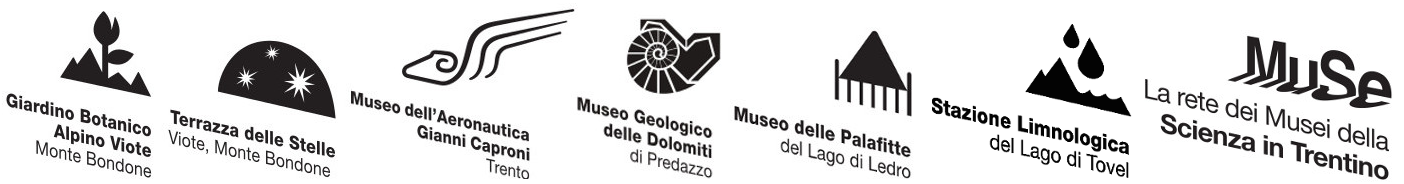 Giardino Botanico
Alpino Viote
Monte Bondone
Terrazza delle Stelle
Viote, Monte Bondone
Museo dell'Aeronautica
Gianni Caproni
Trento
Museo Geologico
delle Dolomiti
di Predazzo
Museo delle Palafitte
del Lago di Ledro
Stazione Limnologica
del Lago di Tovel
MuSe
La rete dei Musei della
Scienza in Trentino